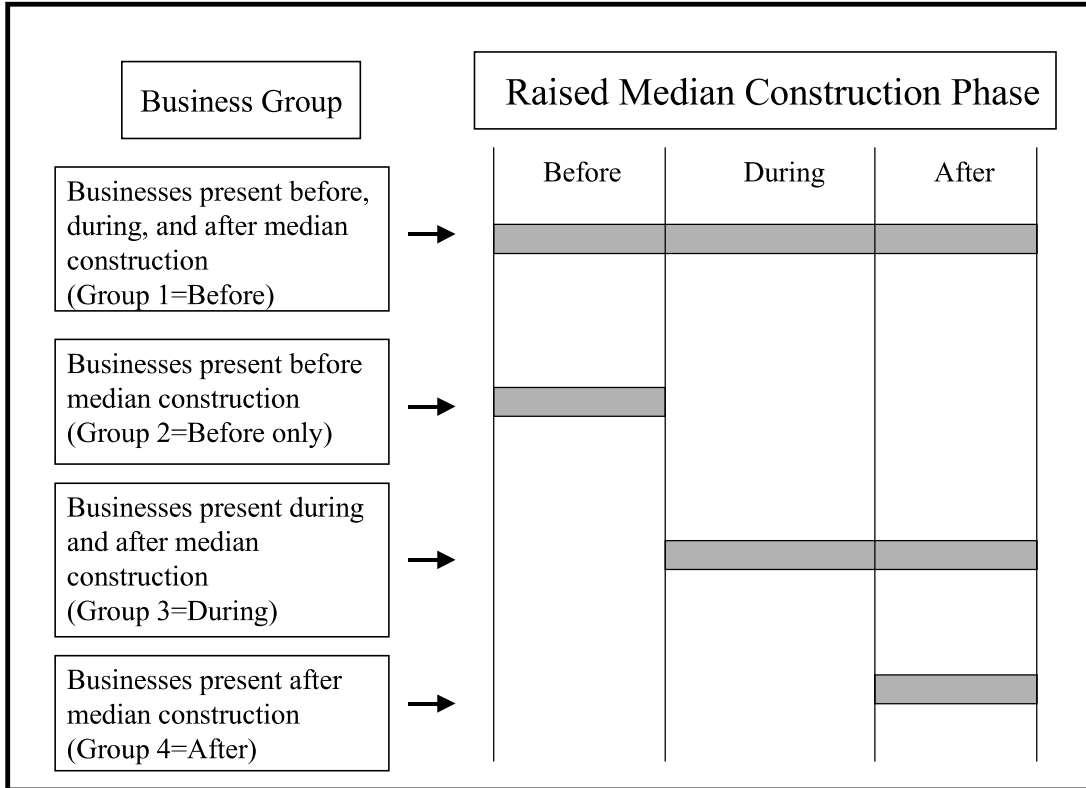 Business Group
Raised Median Construction Phase
Before
During
After
Businesses present before,
during, and after median
construction
(Group 1=Before)
Businesses present before
median construction
(Group 2=Before only)
Businesses present during
and after median
construction
(Group 3=During)
Businesses present after
median construction
(Group 4=After)